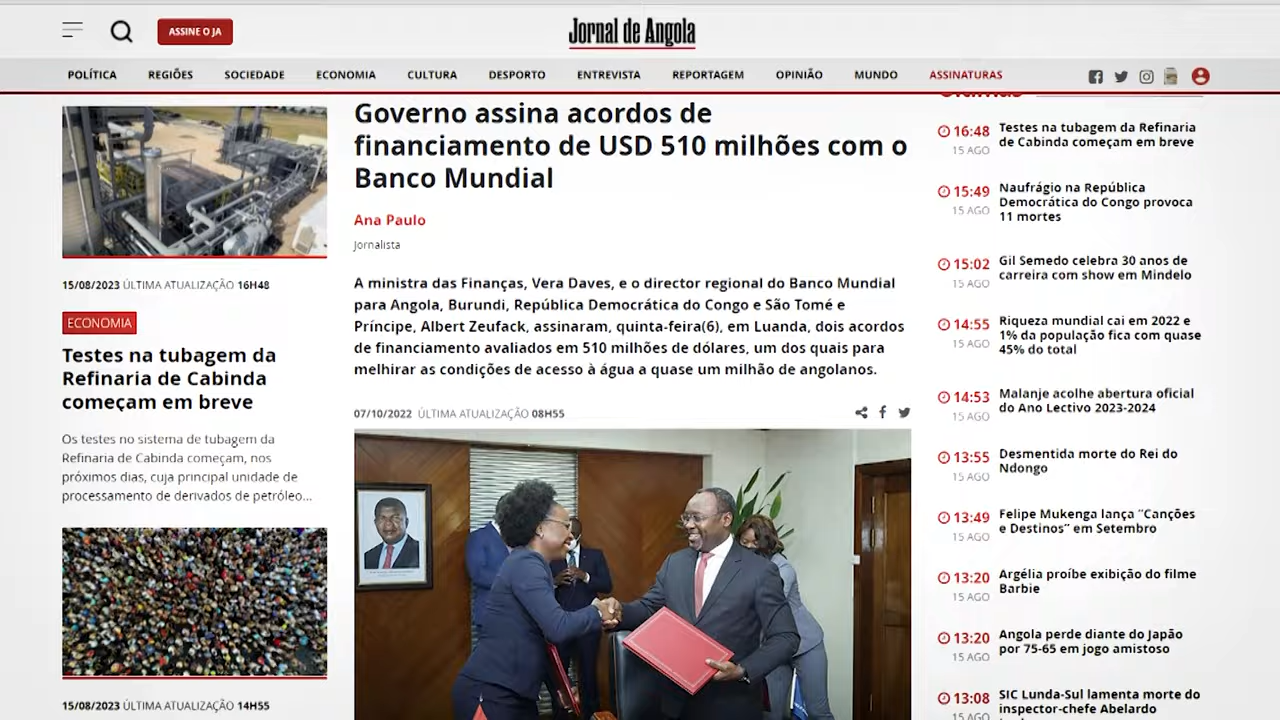 ASSINE O JA
Jornal de Angola
POLÍTICA REGIÕES SOCIEDADE ECONOMIA CULTURA DESPORTO ENTREVISTA REPORTAGEM OPINIÃO MUNDO ASSINATURAS
15/08/2023 ÚLTIMA ATUALIZAÇÃO 16H48
ECONOMIA
Testes na tubagem da
Refinaria de Cabinda
começam em breve
Os testes no sistema de tubagem da
Refinaria de Cabinda começam, nos
próximos dias, cuja principal unidade de
processamento de derivados de petróleo...
15/08/2023 ÚLTIMA ATUALIZAÇÃO 14H55
Governo assina acordos de
financiamento de USD 510 milhões com o
Banco Mundial
Ana Paulo
Jornalista
A ministra das Finanças, Vera Daves, e o director regional do Banco Mundial
para Angola, Burundi, República Democrática do Congo e São Tomé e
Príncipe, Albert Zeufack, assinaram, quinta-feira(6), em Luanda, dois acordos
de financiamento avaliados em 510 milhões de dólares, um dos quais para
melhirar as condições de acesso à água a quase um milhão de angolanos.
07/10/2022 ÚLTIMA ATUALIZAÇÃO 08H55
16:48 Testes na tubagem da Refinaria
15 AGO de Cabinda começam em breve
15:49 Naufrágio na República
15 AGO Democrática do Congo provoca
11 mortes
15:02 Gil Semedo celebra 30 anos de
15 AGO carreira com show em Mindelo
14:55 Riqueza mundial cai em 2022 e
15 AGO 1% da população fica com quase
45% do total
14:53 Malanje acolhe abertura oficial
15 AGO do Ano Lectivo 2023-2024
13:55 Desmentida morte do Rei do
15 AGO Ndongo
13:49 Felipe Mukenga lança “Canções
15 AGO e Destinos” em Setembro
13:20 Argélia proíbe exibição do filme
15 AGO Barbie
13:20 Angola perde diante do Japão
15 AGO por 75-65 em jogo amistoso
13:08 SIC Lunda-Sul lamenta morte do
15 AGO inspector-chefe Abelardo